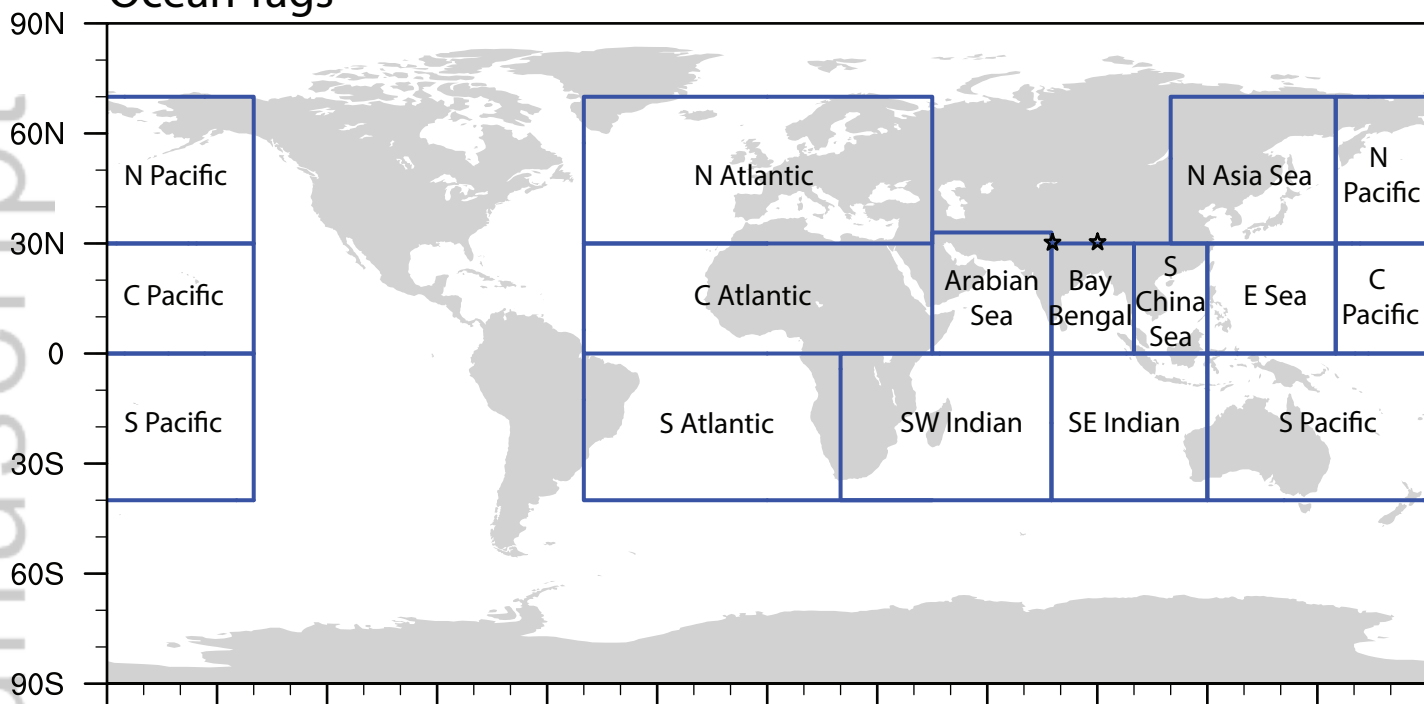 Ocean Tags
90N
60N
30N
0
30S
60S
90S
N Pacific
N Atlantic
N Asia Sea
N
Pacific
C Pacific
C Atlantic
Arabian
Sea
Bay
Bengal
S
China
Sea
E Sea
C
Pacific
S Pacific
S Atlantic
SW Indian
SE Indian
S Pacific